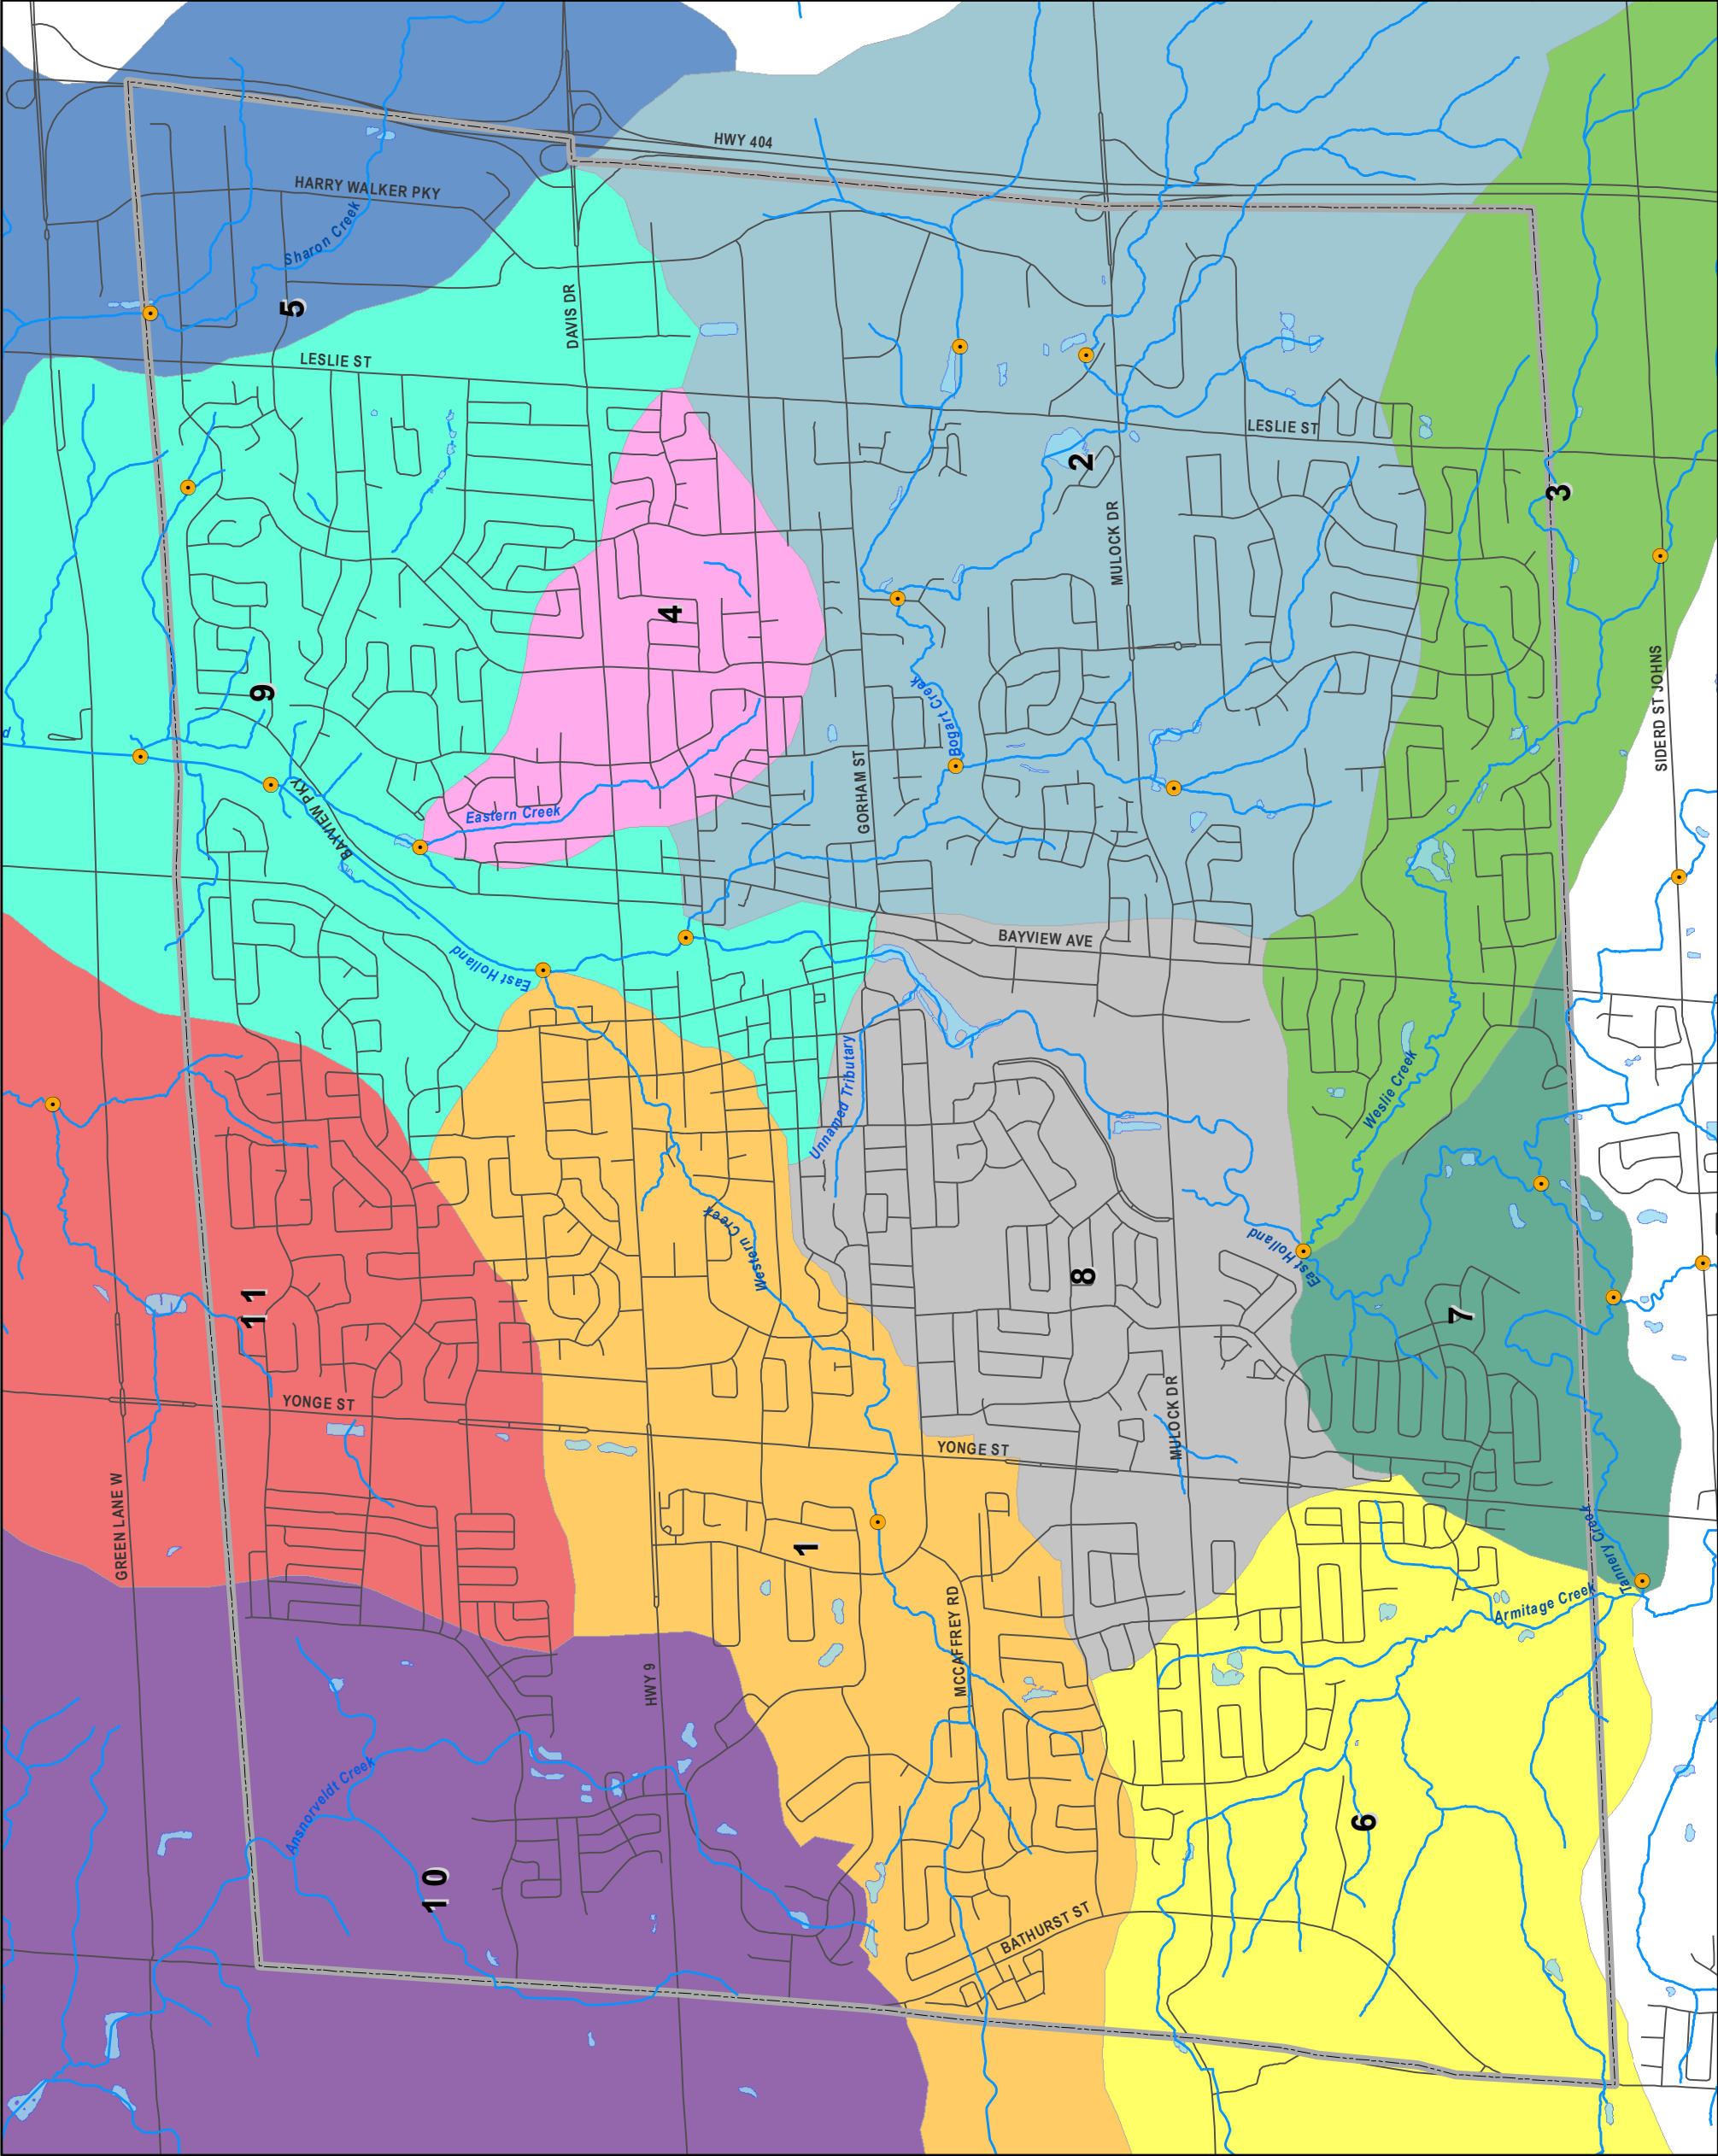 HWY 404
HARRY WALKER PKY
Sharon Creek
5
DAVIS DR
LESLIE ST
LESLIE ST
2
3
MULOCK DR
4
9
SIDERD ST JOHNS
Bogart Creek
d
GORHAM ST
BAYVIEW PKY
Eastern Creek
BAYVIEW AVE
East Holland
Unnamed Tributary
Weslie Creek
Western Creek
East Holland
8
11
7
YONGE ST
MULOCK DR
YONGE ST
GREEN LANE W
1
Tannery Creek
Armitage Creek
MCCAFFREY RD
HWY 9
Ansnorveldt Creek
6
10
BATHURST ST